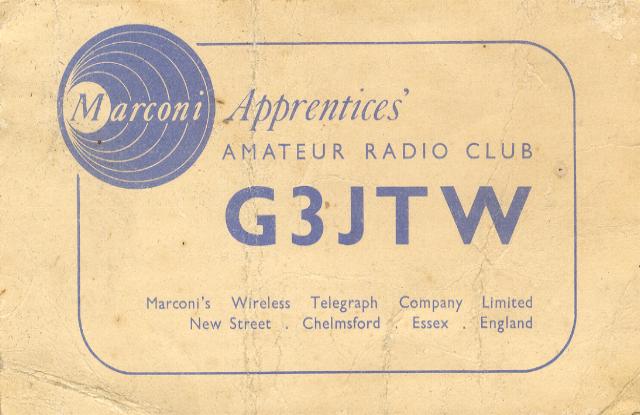 Marconi Apprentices'
AMATEUR RADIO CLUB
G3JTW
Marconi's Wireless Telegraph Company Limited
New Street . Chelmsford . Essex . England